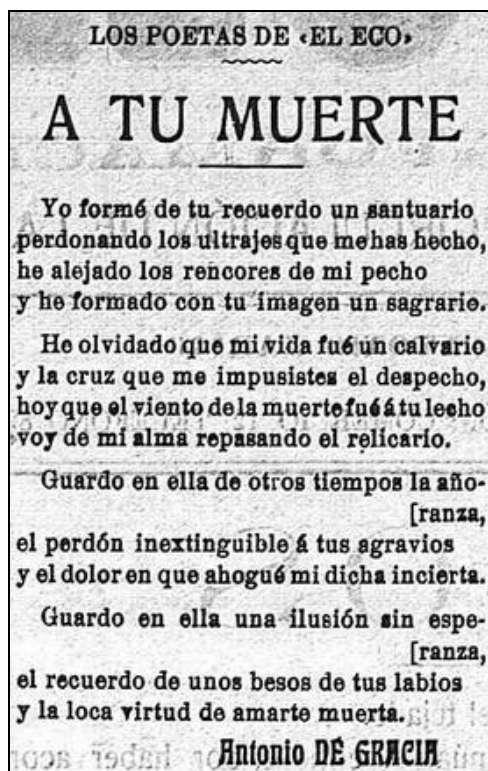 LOS POETAS DE «EL ECO»
A TU MUERTE
Yo formé de tu recuerdo un santuario
perdonando los ultrajes que me has hecho,
he alejado los rencores de mi pecho
y he formado con tu imagen un sagrario.
He olvidado que mi vida fué un calvario
y la cruz que me impusistes el despecho,
hoy que el viento de la muerte fué á tu lecho
voy de mi alma repasando el relicario.
Guardo en ella de otros tiempos la año-
[ranza,
el perdón inextinguible á tus agravios
y el dolor en que ahogué mi dicha incierta.
Guardo en ella una ilusión sin espe-
[ranza,
el recuerdo de unos besos de tus labios
y la loca virtud de amarte muerta.
Antonio DÉ GRACIA